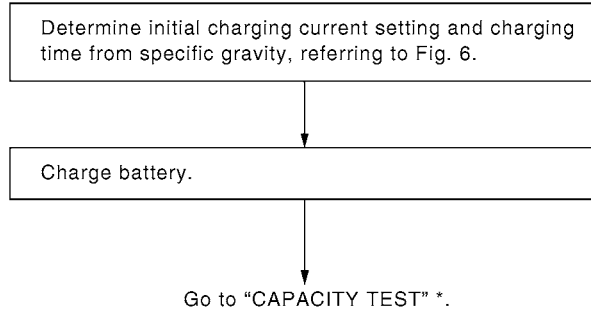 Determine initial charging current setting and charging
time from specific gravity, referring to Fig. 6.
Charge battery.
Go to “CAPACITY TEST” *.